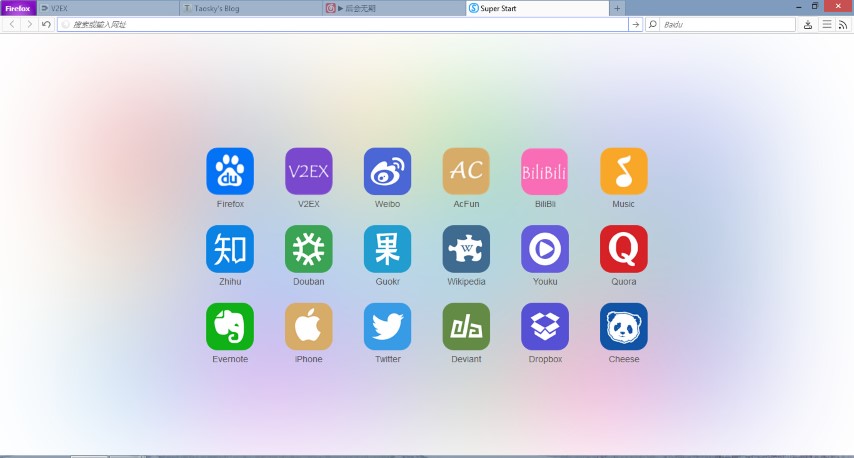 Firefox
V2EX
Taosky's Blog
▶ 后会无期
Super Start
搜索或输入网址
Baidu
du
V2EX
AC
BiliBili
Firefox
V2EX
Weibo
AcFun
BiliBli
Music
知
果
W
Q
Zhihu
Douban
Guokr
Wikipedia
Youku
Quora
da
Evernote
IPhone
Twitter
Deviant
Dropbox
Cheese